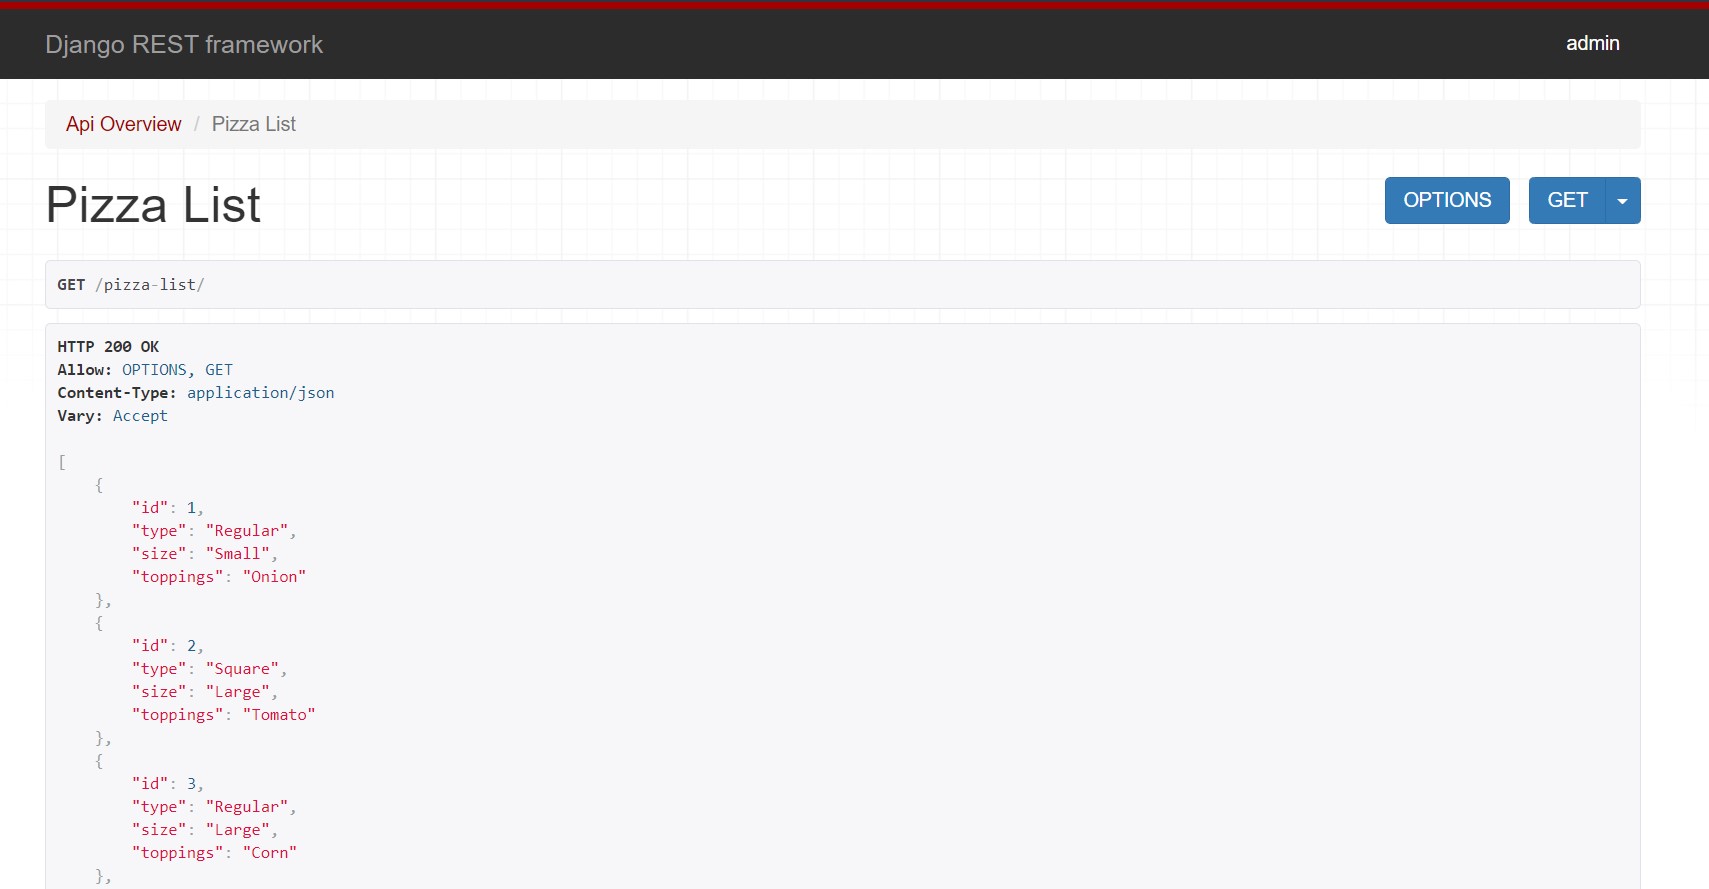 Django REST framework
admin
Api Overview / Pizza List
Pizza List
OPTIONS GET
GET /pizza-list/
HTTP 200 OK
Allow: OPTIONS, GET
Content-Type: application/json
Vary: Accept
[
    {
        "id": 1,
        "type": "Regular",
        "size": "Small",
        "toppings": "Onion"
    },
    {
        "id": 2,
        "type": "Square",
        "size": "Large",
        "toppings": "Tomato"
    },
    {
        "id": 3,
        "type": "Regular",
        "size": "Large",
        "toppings": "Corn"
    },